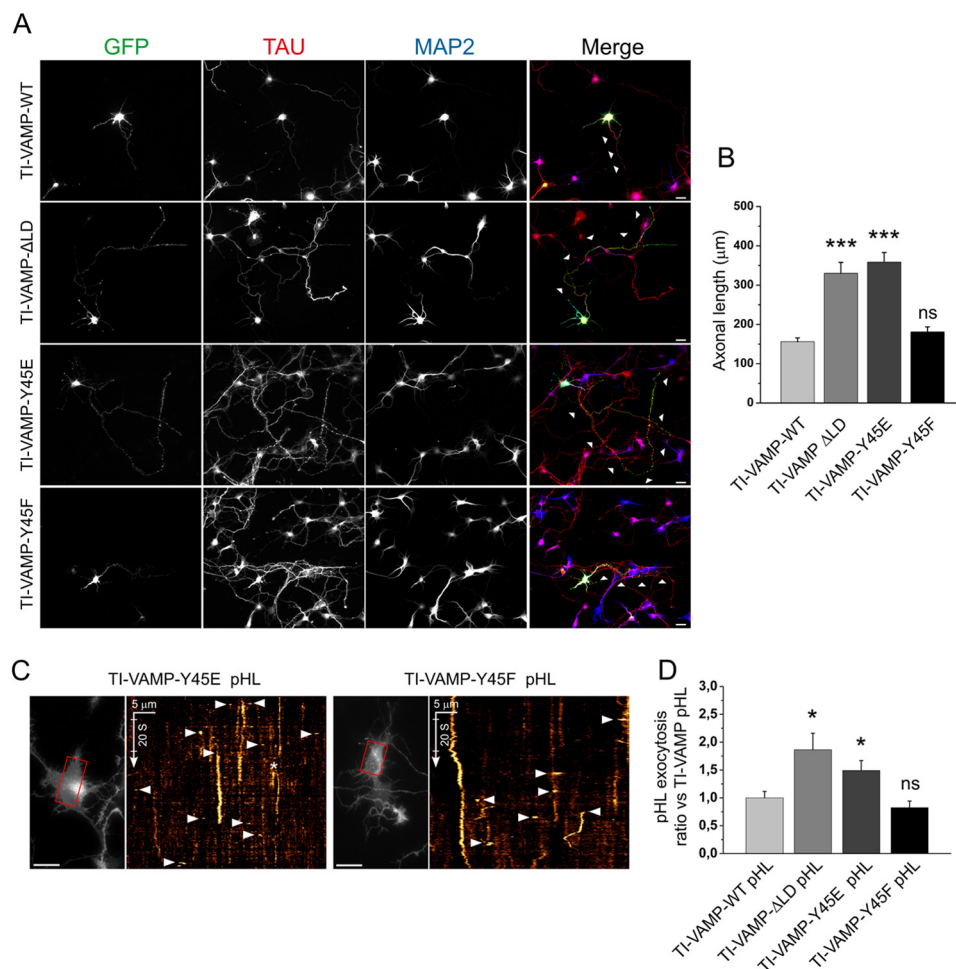 A
GFP TAU MAP2 Merge
TI-VAMP-WT
TI-VAMP-ΔLD
TI-VAMP-Y45E
TI-VAMP-Y45F
B
Axonal length (μm)
500
400
300
200
100
0
***
***
ns
TI-VAMP-WT
TI-VAMP ΔLD
TI-VAMP-Y45E
TI-VAMP-Y45F
C
TI-VAMP-Y45E pHL
5 μm
20 S
*
TI-VAMP-Y45F pHL
5 μm
20 S
D
pHL exocytosis
ratio vs TI-VAMP pHL
3,0
2,5
2,0
1,5
1,0
0,5
0,0
*
*
ns
TI-VAMP-WT pHL
TI-VAMP-ΔLD pHL
TI-VAMP-Y45E pHL
TI-VAMP-Y45F pHL